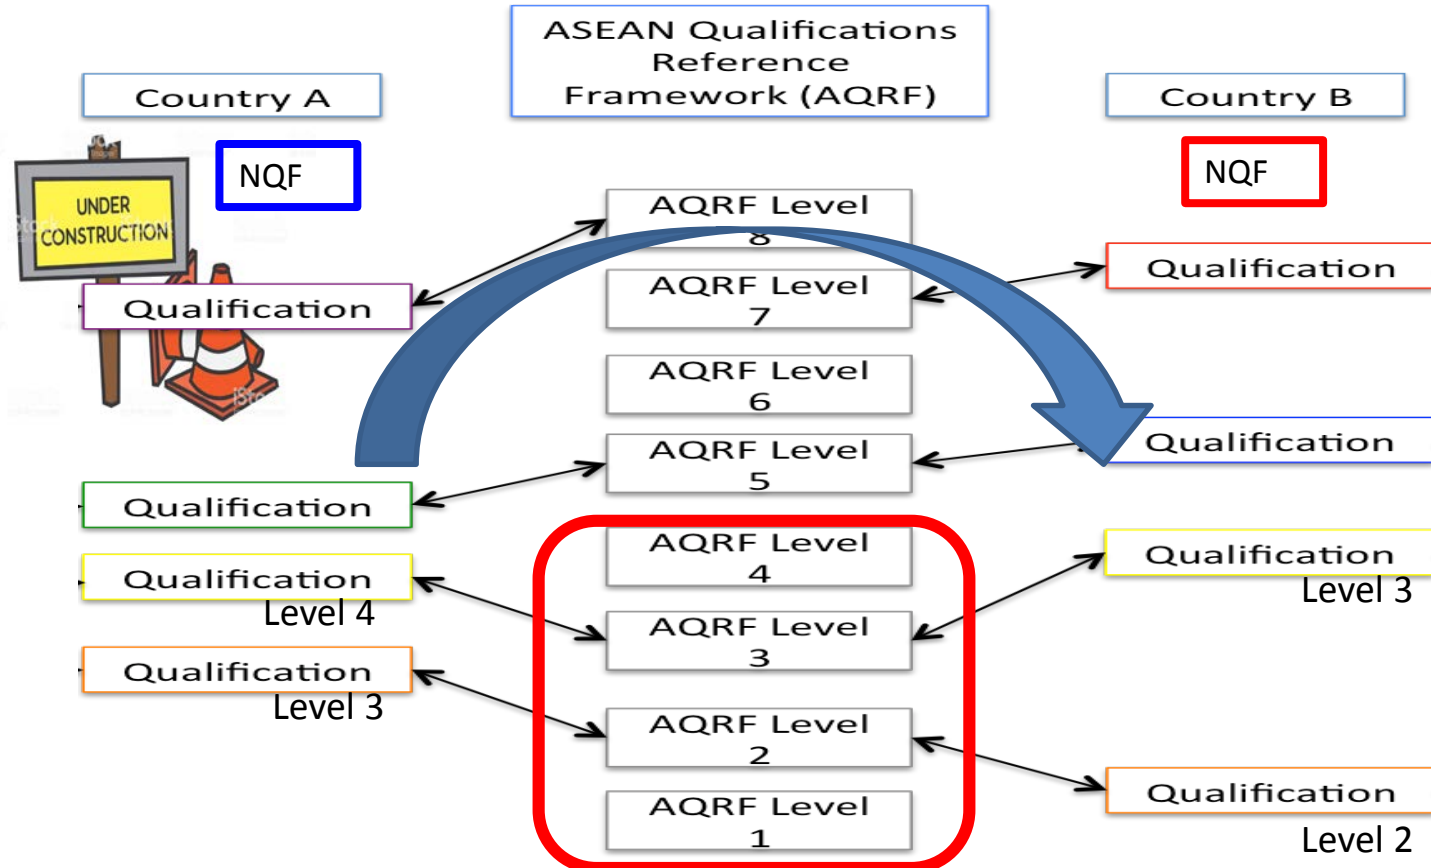 ASEAN Qualifications
Reference
Framework (AQRF)
Country A
Country B
NQF
NQF
UNDER
CONSTRUCTION
iStock
Qualification
Qualification
Qualification
Level 4
Qualification
Level 3
AQRF Level
8
AQRF Level
7
AQRF Level
6
AQRF Level
5
AQRF Level
4
AQRF Level
3
AQRF Level
2
AQRF Level
1
Qualification
Qualification
Qualification
Level 3
Qualification
Level 2